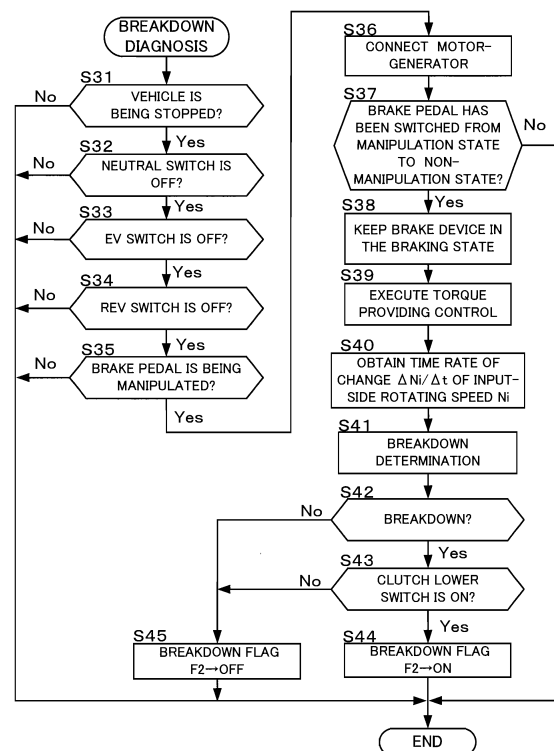 BREAKDOWN
DIAGNOSIS
S31
VEHICLE IS
BEING STOPPED?
No
Yes
S32
NEUTRAL SWITCH IS
OFF?
No
Yes
S33
EV SWITCH IS OFF?
No
Yes
S34
REV SWITCH IS OFF?
No
Yes
S35
BRAKE PEDAL IS BEING
MANIPULATED?
No
Yes
S36
CONNECT MOTOR-
GENERATOR
S37
BRAKE PEDAL HAS
BEEN SWITCHED FROM
MANIPULATION STATE
TO NON-
MANIPULATION STATE?
No
Yes
S38
KEEP BRAKE DEVICE IN
THE BRAKING STATE
S39
EXECUTE TORQUE
PROVIDING CONTROL
S40
OBTAIN TIME RATE OF
CHANGE ΔNi/Δt OF INPUT-
SIDE ROTATING SPEED Ni
S41
BREAKDOWN
DETERMINATION
S42
BREAKDOWN?
No
Yes
S43
CLUTCH LOWER
SWITCH IS ON?
No
Yes
S45
BREAKDOWN FLAG
F2→OFF
S44
BREAKDOWN FLAG
F2→ON
END